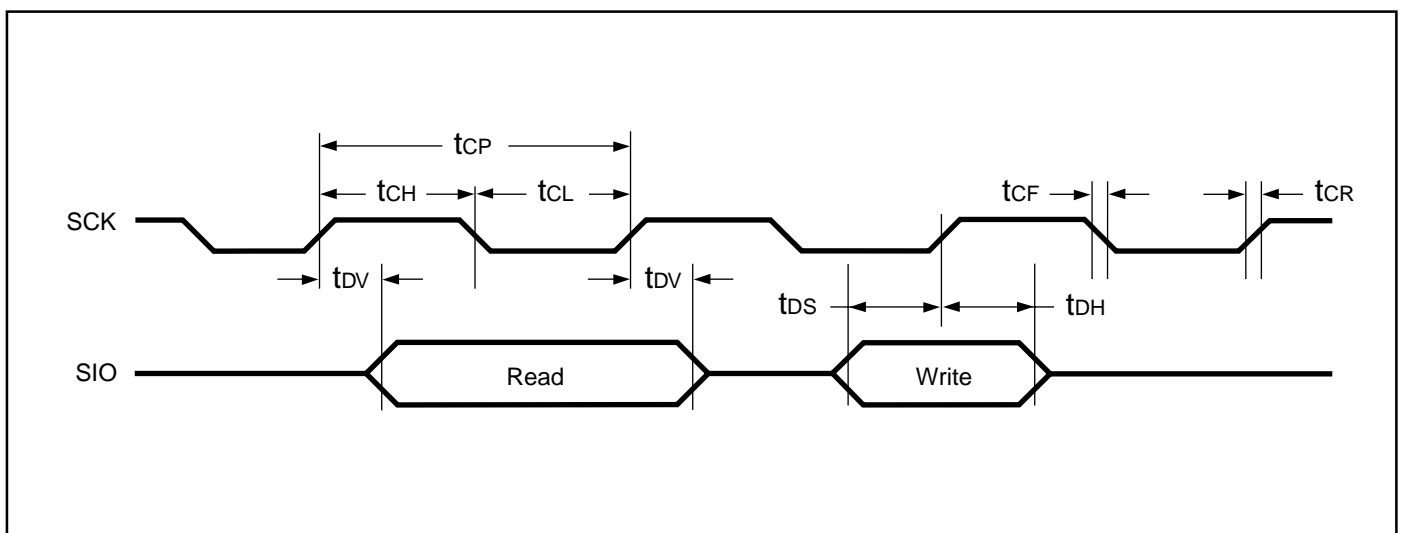 tCP
tCH tCL tCF tCR
SCK
tDV tDV
tDS tDH
SIO Read Write